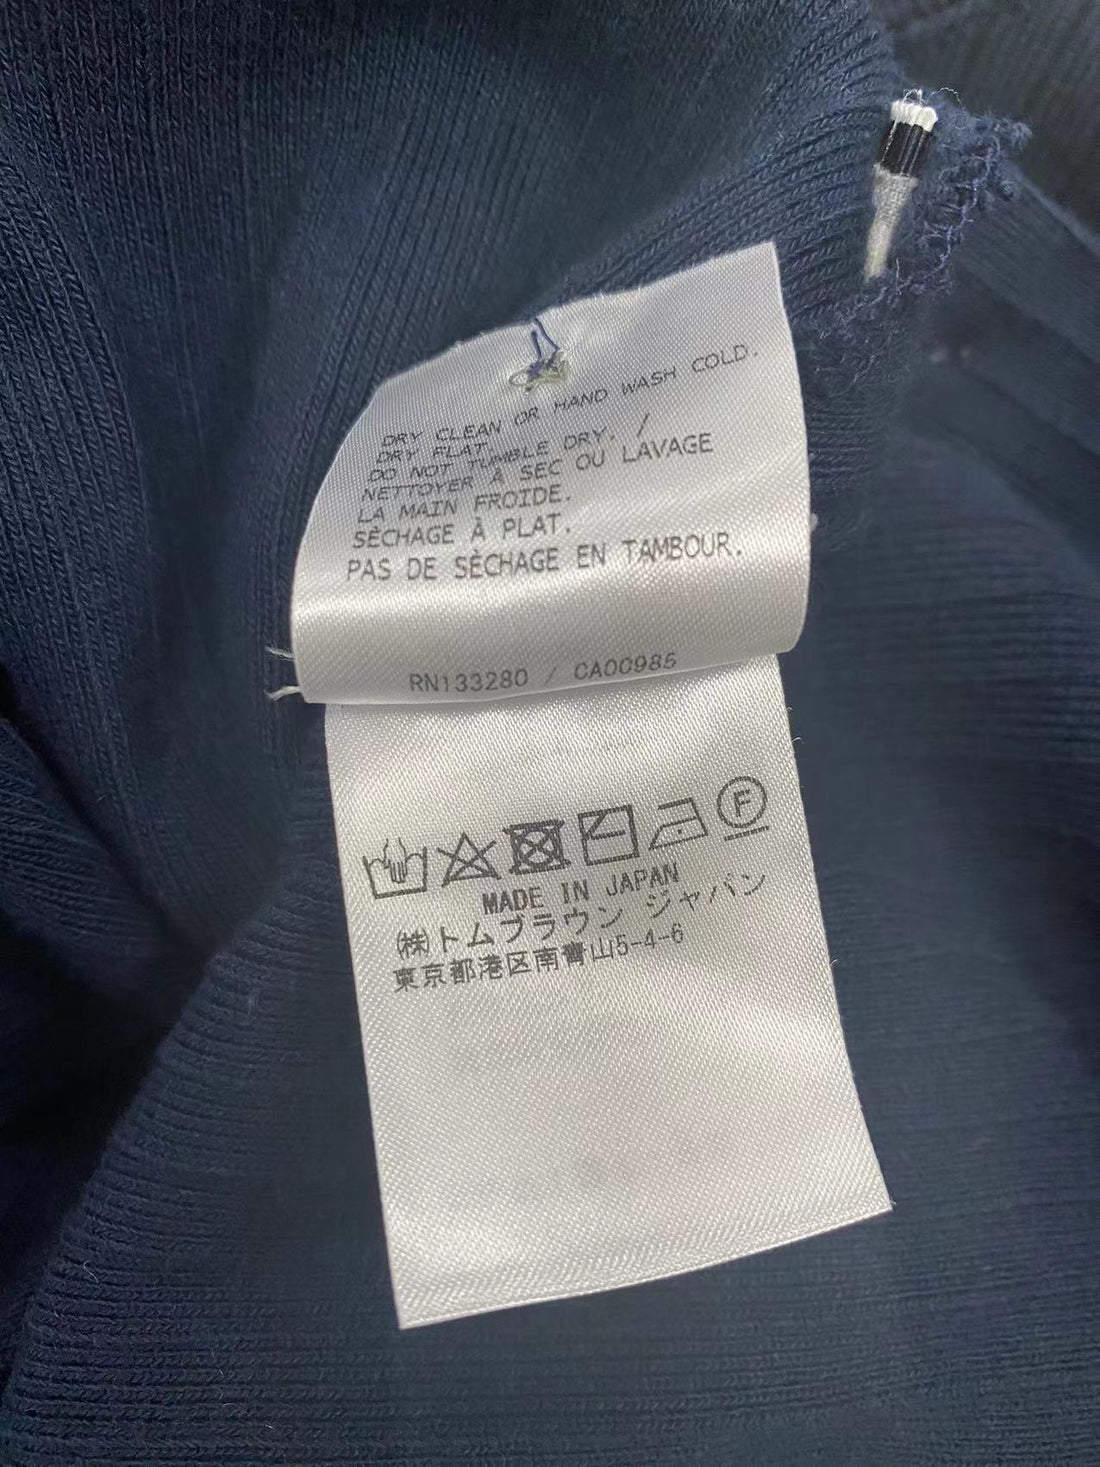 DRY CLEAN OR HAND WASH COLD.
DRY FLAT.
DO NOT TUMBLE DRY. /
NETTOYER À SEC OU LAVAGE
LA MAIN FROIDE.
SÈCHAGE À PLAT.
PAS DE SÈCHAGE EN TAMBOUR.
RN133280 / CA00985
F
MADE IN JAPAN
(株)トムブラウン ジャパン
東京都港区南青山5-4-6